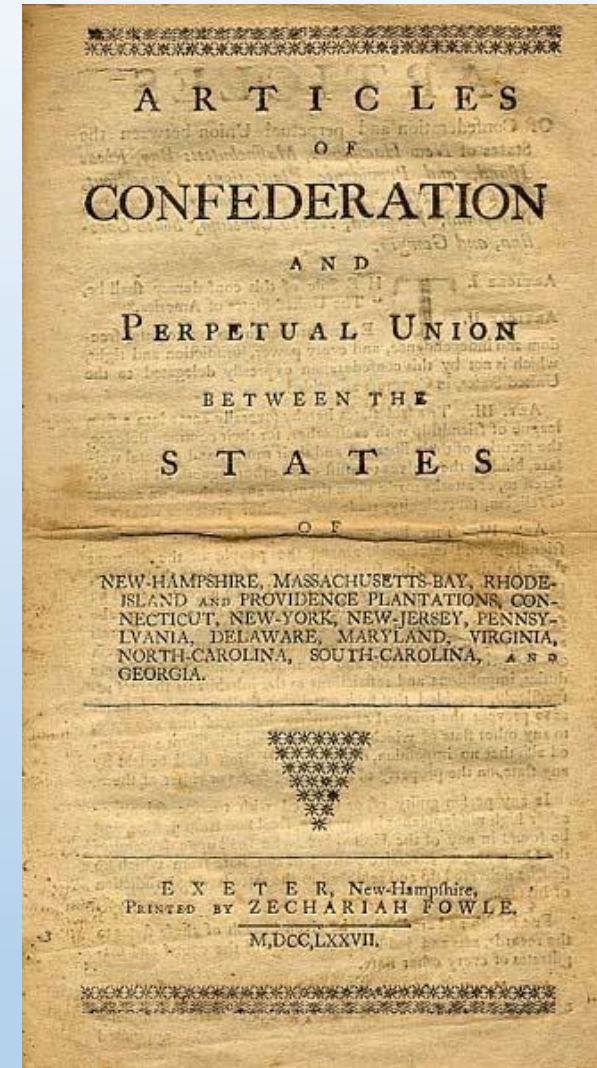 ARTICLES
OF
CONFEDERATION
AND
PERPETUAL UNION
BETWEEN THE
STATES
OF
NEW-HAMPSHIRE, MASSACHUSETTS-BAY, RHODE-
ISLAND AND PROVIDENCE PLANTATIONS, CON-
NECTICUT, NEW-YORK, NEW-JERSEY, PENNSY-
LVANIA, DELAWARE, MARYLAND, VIRGINIA,
NORTH-CAROLINA, SOUTH-CAROLINA, AND
GEORGIA.
EXETER, New-Hampſhire,
PRINTED BY ZECHARIAH FOWLE.
M,DCC,LXXVII.